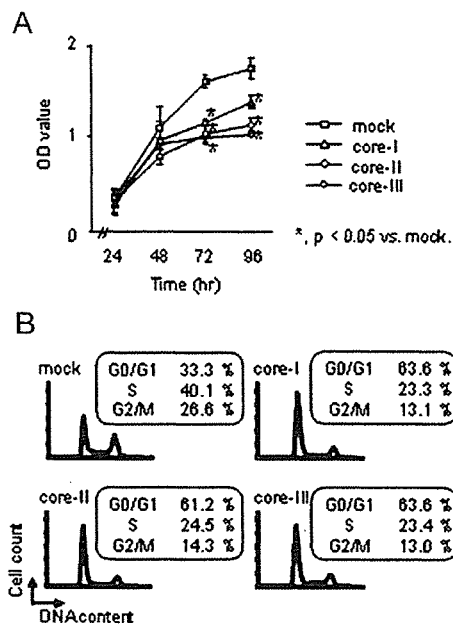 A
2
1
0
OD value
24 48 72 96
Time (hr)
mock
core-I
core-II
core-III
*, p < 0.05 vs. mock.
* * * * * *
B
mock
G0/G1 33.3 %
S 40.1 %
G2/M 26.6 %
core-I
G0/G1 63.6 %
S 23.3 %
G2/M 13.1 %
core-II
G0/G1 61.2 %
S 24.5 %
G2/M 14.3 %
core-III
G0/G1 63.6 %
S 23.4 %
G2/M 13.0 %
Cell count
DNA content